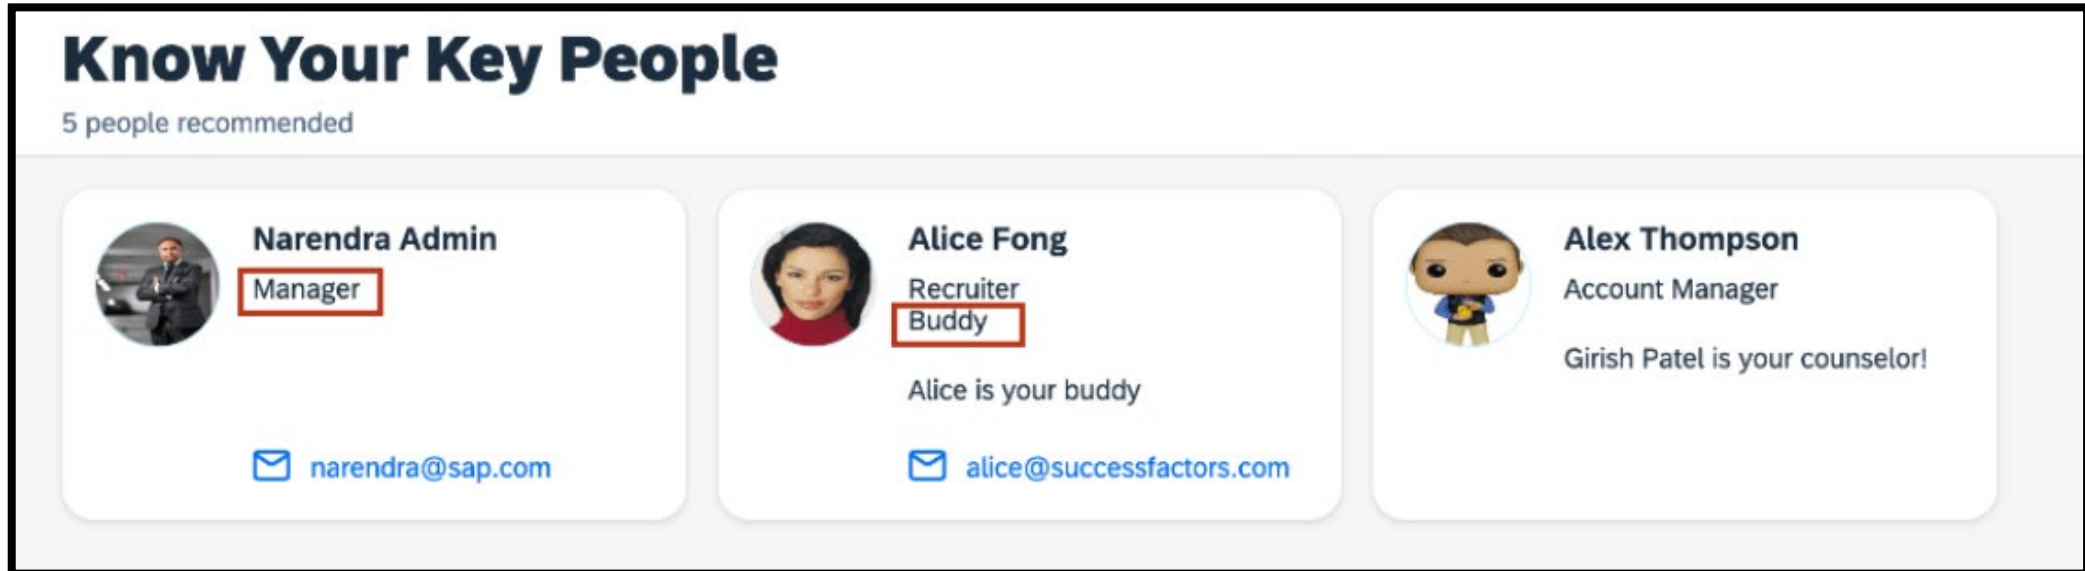 Know Your Key People
5 people recommended
Narendra Admin
Manager
narendra@sap.com
Alice Fong
Recruiter
Buddy
Alice is your buddy
alice@successfactors.com
Alex Thompson
Account Manager
Girish Patel is your counselor!